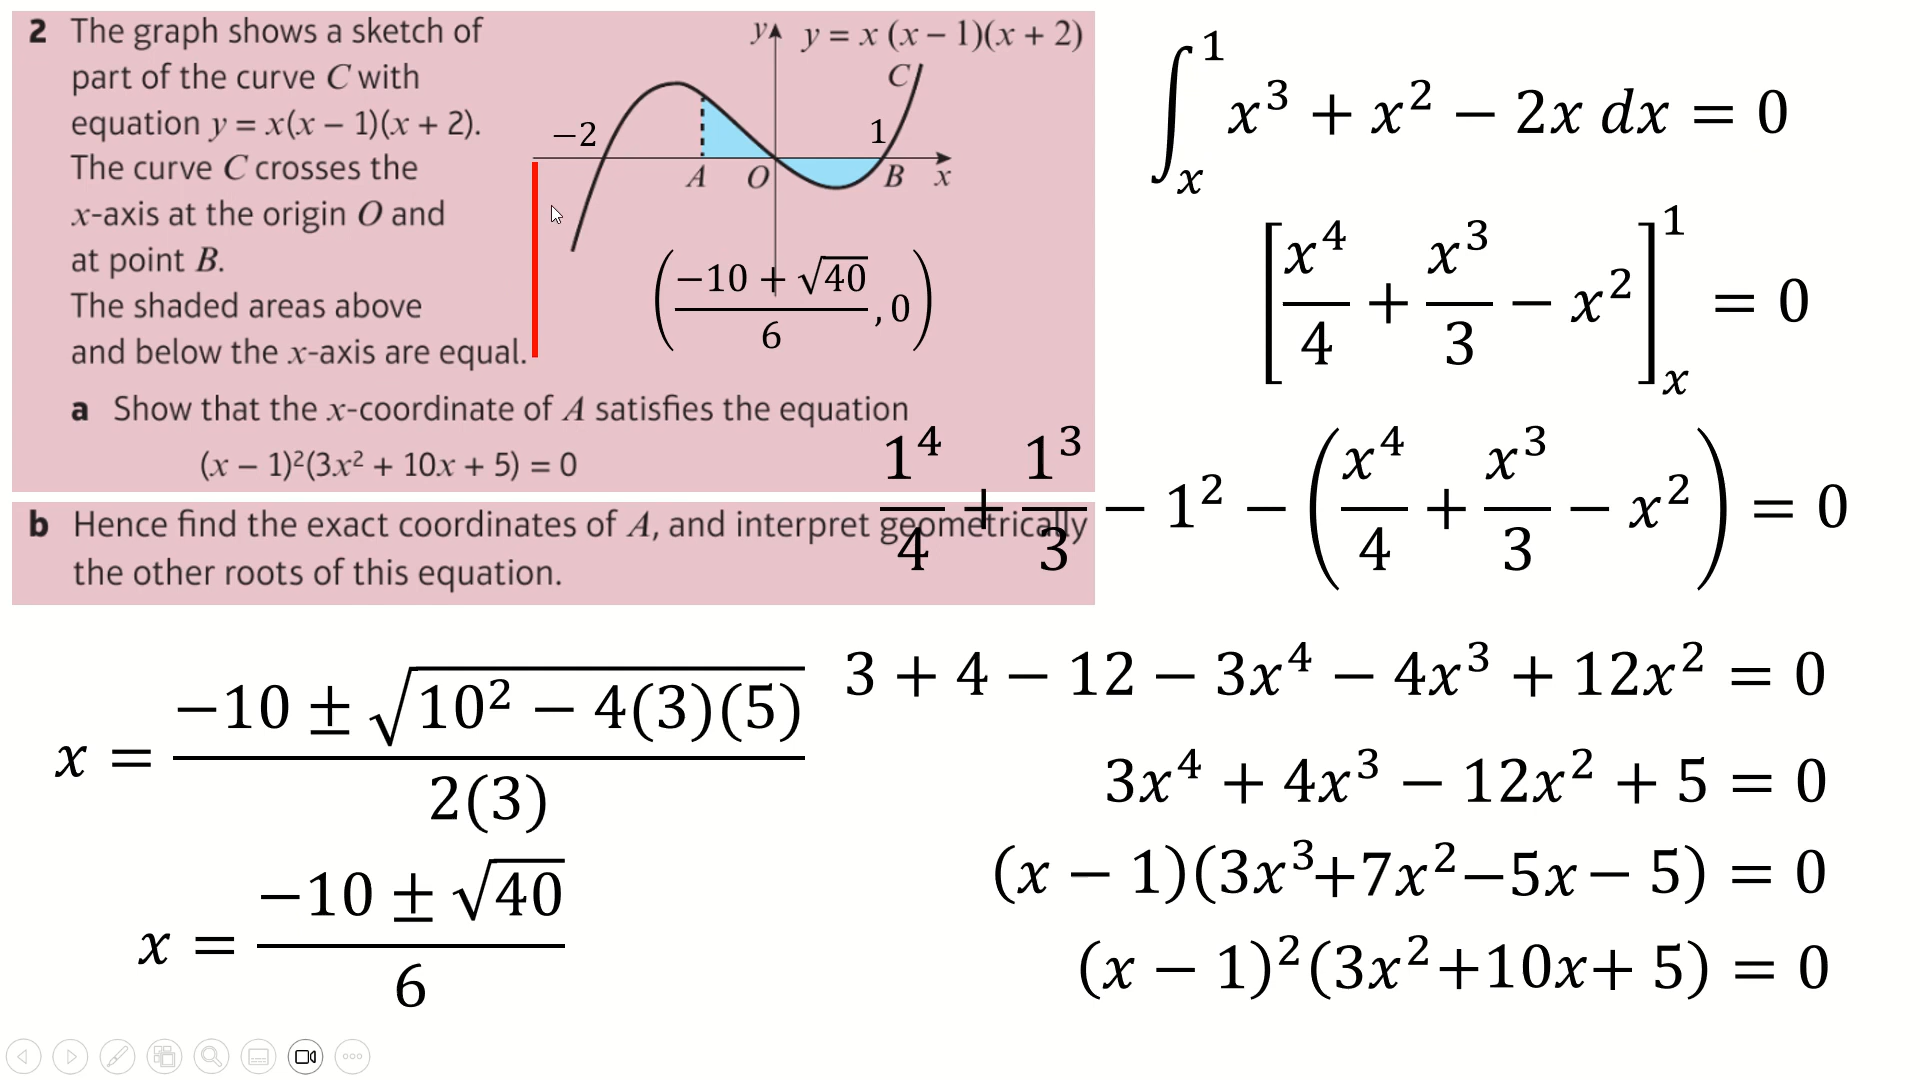 2 The graph shows a sketch of
part of the curve C with
equation y = x(x − 1)(x + 2).
The curve C crosses the
x-axis at the origin O and
at point B.
The shaded areas above
and below the x-axis are equal.
y
y = x (x − 1)(x + 2)
C
−2
1
A
O
B
x
(−10 + √40 / 6, 0)
a Show that the x-coordinate of A satisfies the equation
(x − 1)²(3x² + 10x + 5) = 0
b Hence find the exact coordinates of A, and interpret geometrically
the other roots of this equation.
∫ₓ¹ x³ + x² − 2x dx = 0
[x⁴/4 + x³/3 − x²]ₓ¹ = 0
1⁴/4 + 1³/3 − 1² − (x⁴/4 + x³/3 − x²) = 0
3 + 4 − 12 − 3x⁴ − 4x³ + 12x² = 0
3x⁴ + 4x³ − 12x² + 5 = 0
(x − 1)(3x³+7x²−5x− 5) = 0
(x − 1)²(3x²+10x+ 5) = 0
x = −10 ± √(10² − 4(3)(5)) / 2(3)
x = −10 ± √40 / 6